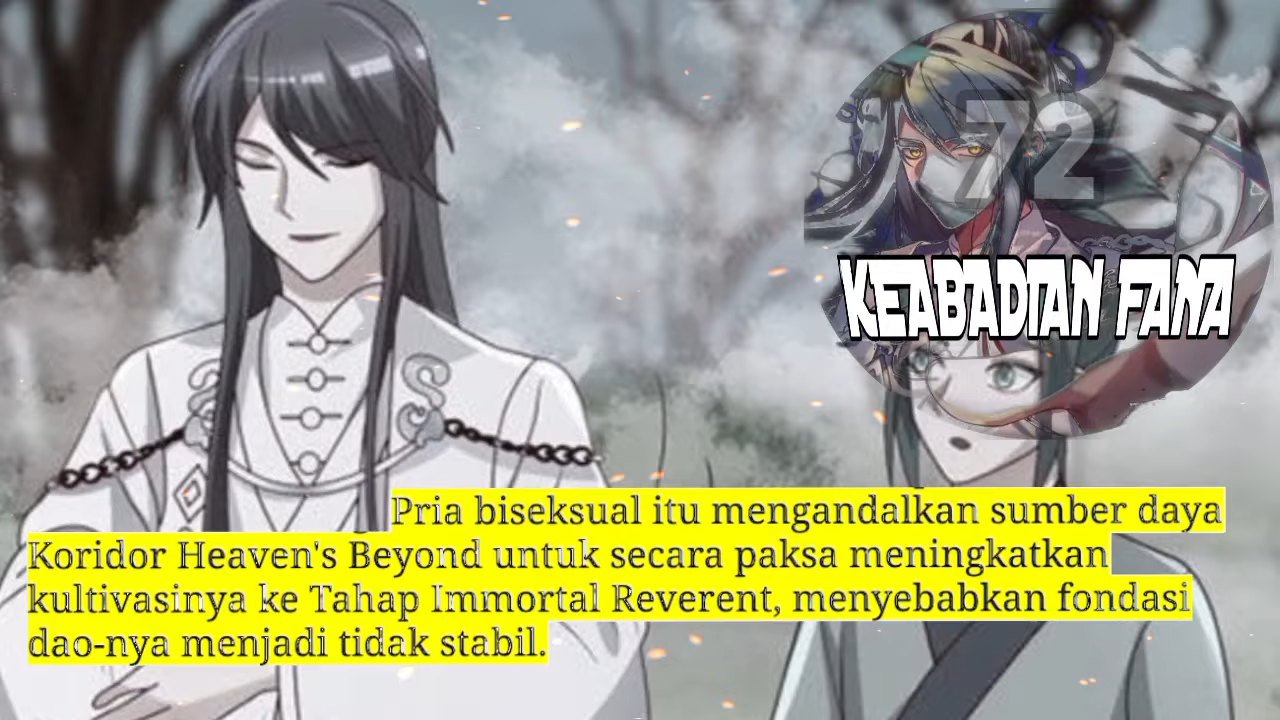 72
KEABADIAN FANA
Pria biseksual itu mengandalkan sumber daya
Koridor Heaven's Beyond untuk secara paksa meningkatkan
kultivasinya ke Tahap Immortal Reverent, menyebabkan fondasi
dao-nya menjadi tidak stabil.